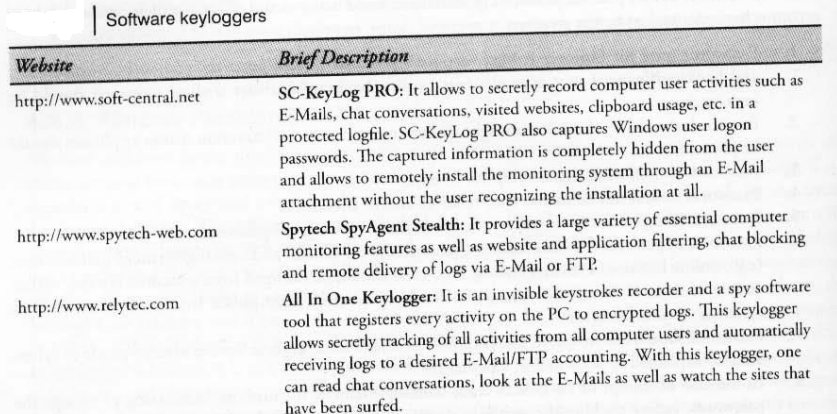 Software keyloggers
Website Brief Description
http://www.soft-central.net SC-KeyLog PRO: It allows to secretly record computer user activities such as
E-Mails, chat conversations, visited websites, clipboard usage, etc. in a
protected logfile. SC-KeyLog PRO also captures Windows user logon
passwords. The captured information is completely hidden from the user
and allows to remotely install the monitoring system through an E-Mail
attachment without the user recognizing the installation at all.
http://www.spytech-web.com Spytech SpyAgent Stealth: It provides a large variety of essential computer
monitoring features as well as website and application filtering, chat blocking
and remote delivery of logs via E-Mail or FTP.
http://www.relytec.com All In One Keylogger: It is an invisible keystrokes recorder and a spy software
tool that registers every activity on the PC to encrypted logs. This keylogger
allows secretly tracking of all activities from all computer users and automatically
receiving logs to a desired E-Mail/FTP accounting. With this keylogger, one
can read chat conversations, look at the E-Mails as well as watch the sites that
have been surfed.